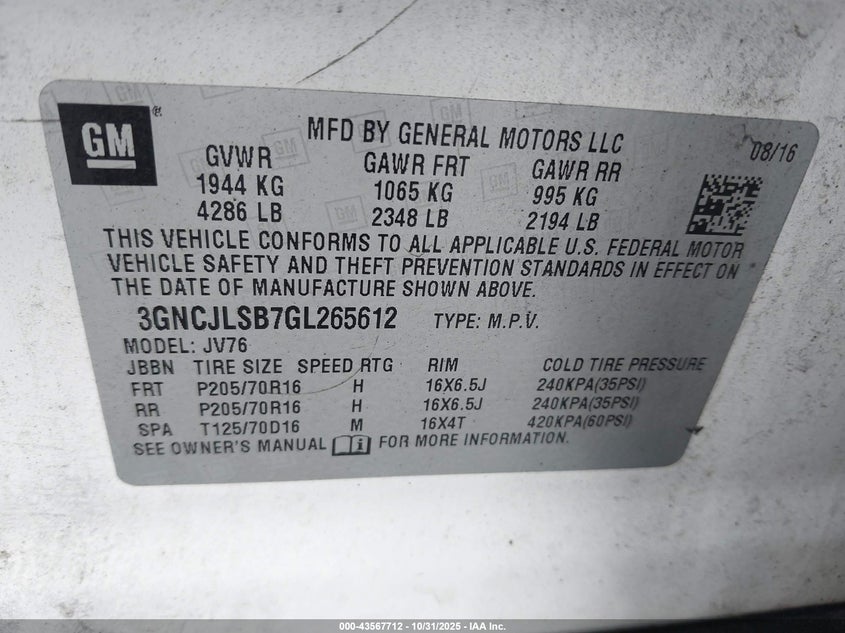 GM ®
MFD BY GENERAL MOTORS LLC
08/16
GVWR GAWR FRT GAWR RR
1944 KG 1065 KG 995 KG
4286 LB 2348 LB 2194 LB
THIS VEHICLE CONFORMS TO ALL APPLICABLE U.S. FEDERAL MOTOR
VEHICLE SAFETY AND THEFT PREVENTION STANDARDS IN EFFECT ON
THE DATE OF MANUFACTURE SHOWN ABOVE.
3GNCJLSB7GL265612 TYPE: M.P.V.
MODEL: JV76
JBBN TIRE SIZE SPEED RTG RIM COLD TIRE PRESSURE
FRT P205/70R16 H 16X6.5J 240KPA(35PSI)
RR P205/70R16 H 16X6.5J 240KPA(35PSI)
SPA T125/70D16 M 16X4T 420KPA(60PSI)
SEE OWNER'S MANUAL i FOR MORE INFORMATION.
000-43567712 - 10/31/2025 - IAA Inc.